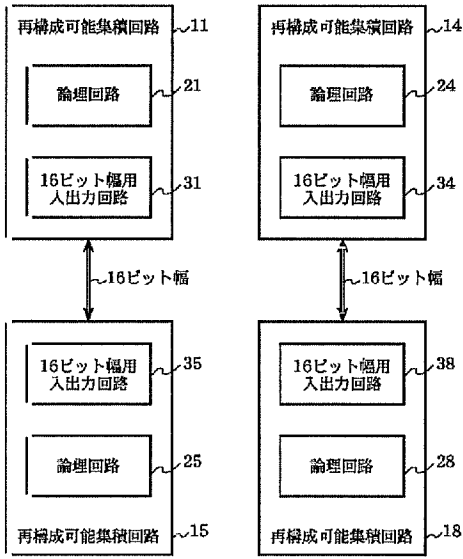 再構成可能集積回路 11
論理回路 21
16ビット幅用
入出力回路 31
16ビット幅
16ビット幅用
入出力回路 35
論理回路 25
再構成可能集積回路 15
再構成可能集積回路 14
論理回路 24
16ビット幅用
入出力回路 34
16ビット幅
16ビット幅用
入出力回路 38
論理回路 28
再構成可能集積回路 18